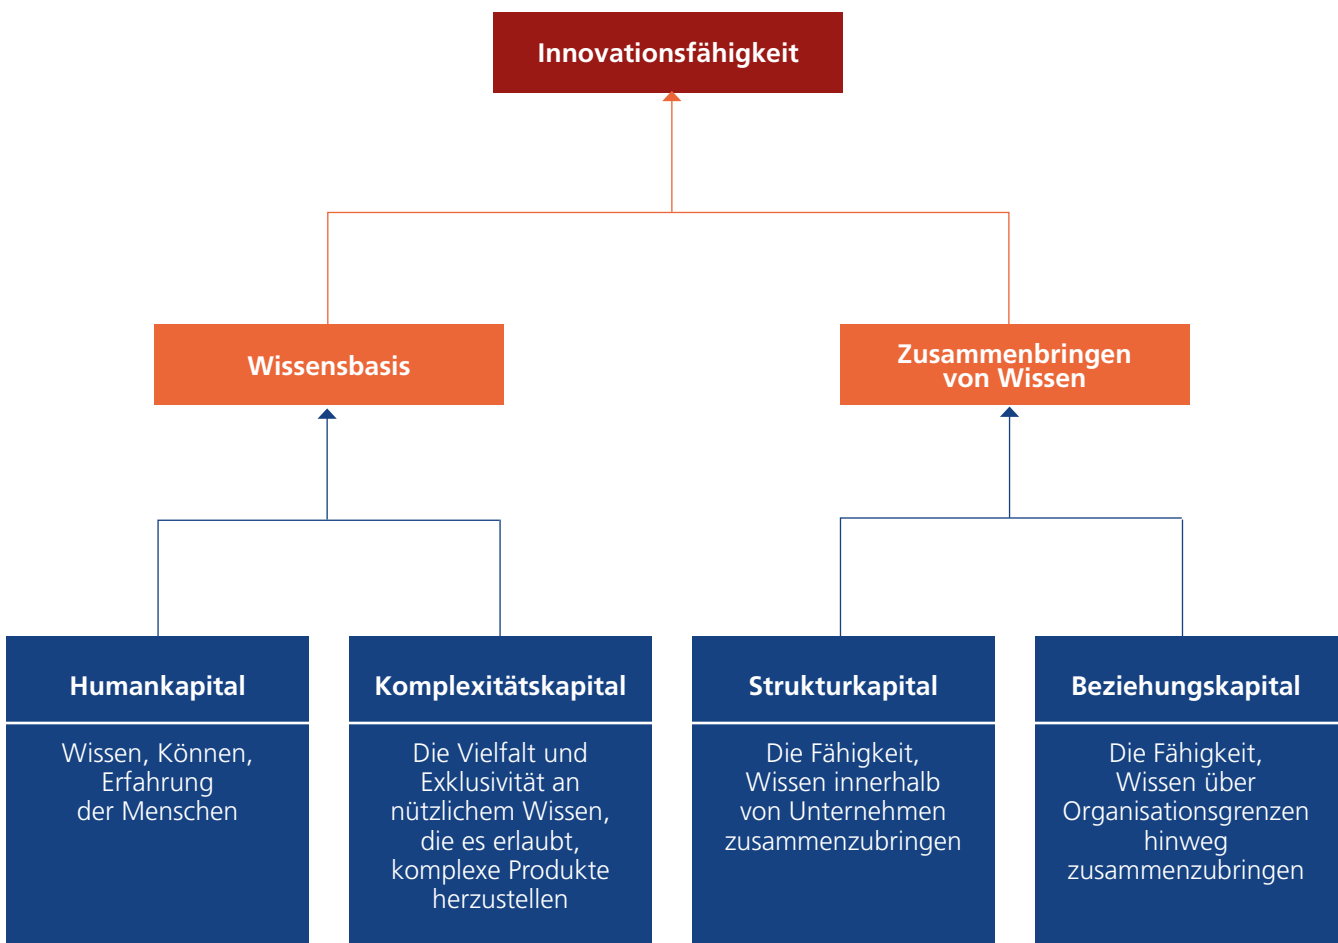 Innovationsfähigkeit
Wissensbasis
Zusammenbringen
von Wissen
Humankapital
Wissen, Können,
Erfahrung
der Menschen
Komplexitätskapital
Die Vielfalt und
Exklusivität an
nützlichem Wissen,
die es erlaubt,
komplexe Produkte
herzustellen
Strukturkapital
Die Fähigkeit,
Wissen innerhalb
von Unternehmen
zusammenzubringen
Beziehungskapital
Die Fähigkeit,
Wissen über
Organisationsgrenzen
hinweg
zusammenzubringen